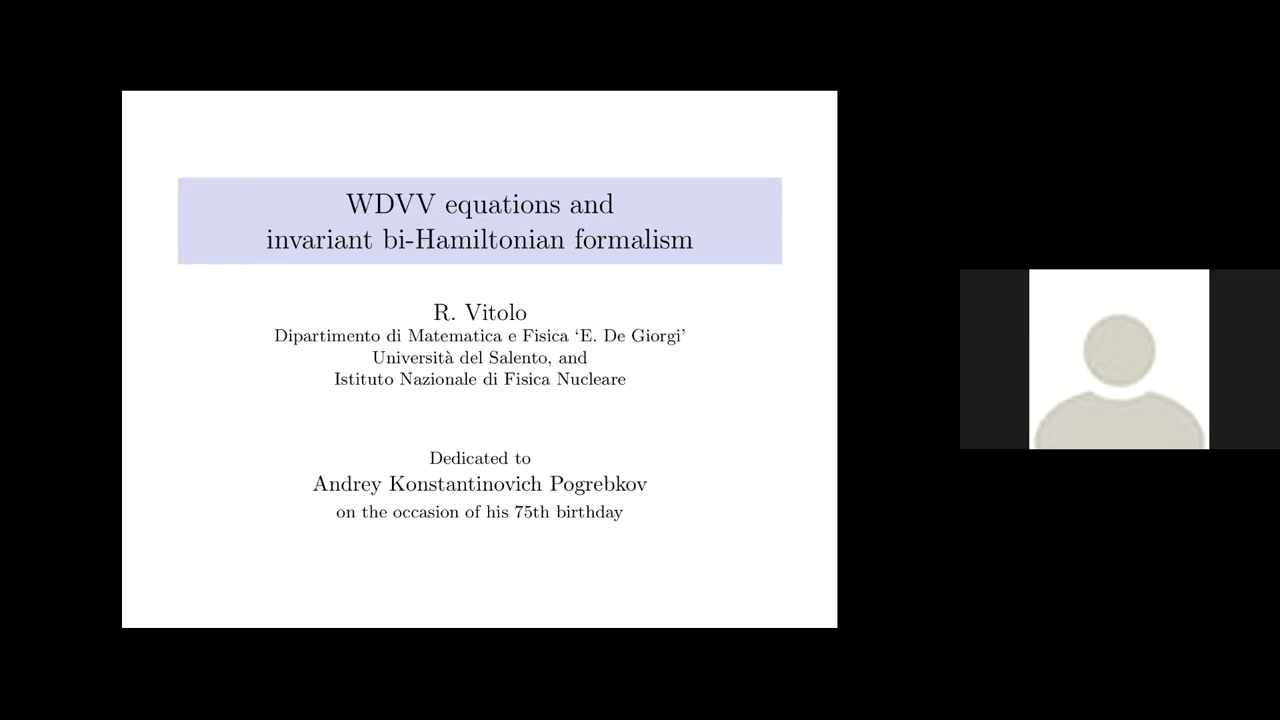 WDVV equations and
invariant bi-Hamiltonian formalism
R. Vitolo
Dipartimento di Matematica e Fisica ‘E. De Giorgi’
Università del Salento, and
Istituto Nazionale di Fisica Nucleare
Dedicated to
Andrey Konstantinovich Pogrebkov
on the occasion of his 75th birthday